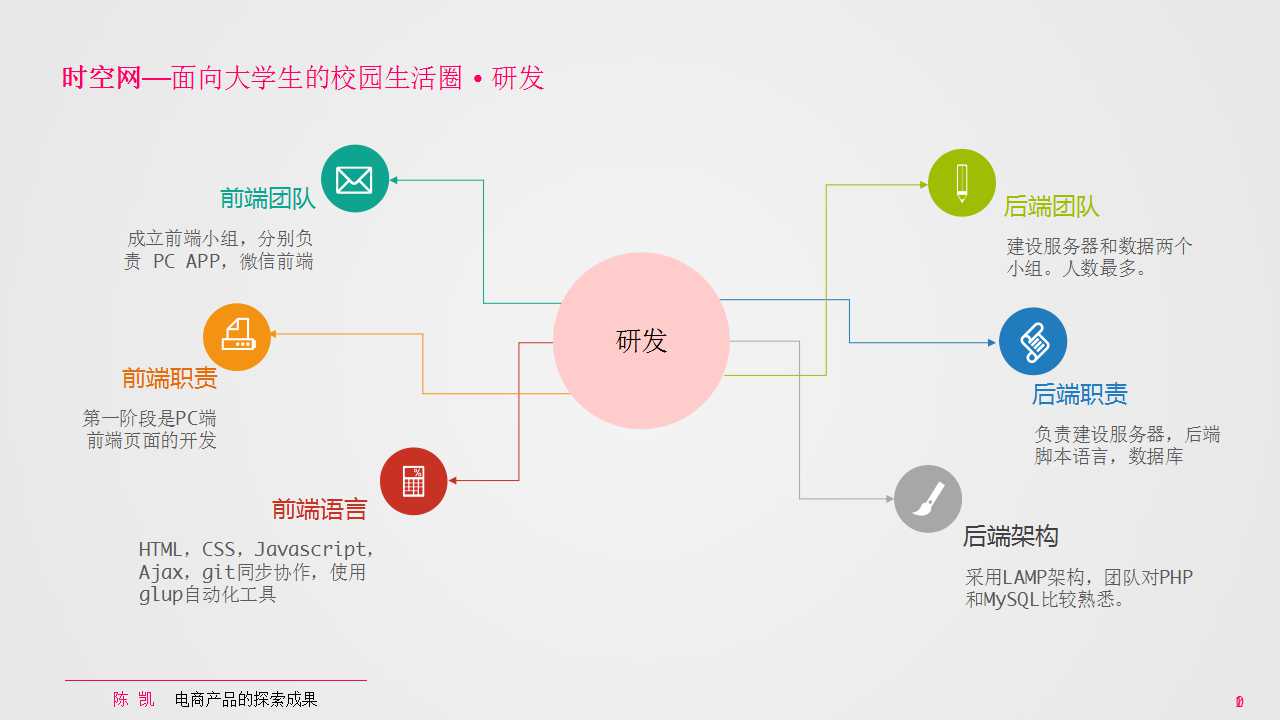 时空网—面向大学生的校园生活圈•研发
前端团队
成立前端小组，分别负
责 PC APP，微信前端
前端职责
第一阶段是PC端
前端页面的开发
前端语言
HTML，CSS，Javascript，
Ajax，git同步协作，使用
glup自动化工具
研发
后端团队
建设服务器和数据两个
小组。人数最多。
后端职责
负责建设服务器，后端
脚本语言，数据库
后端架构
采用LAMP架构，团队对PHP
和MySQL比较熟悉。
陈 凯 电商产品的探索成果